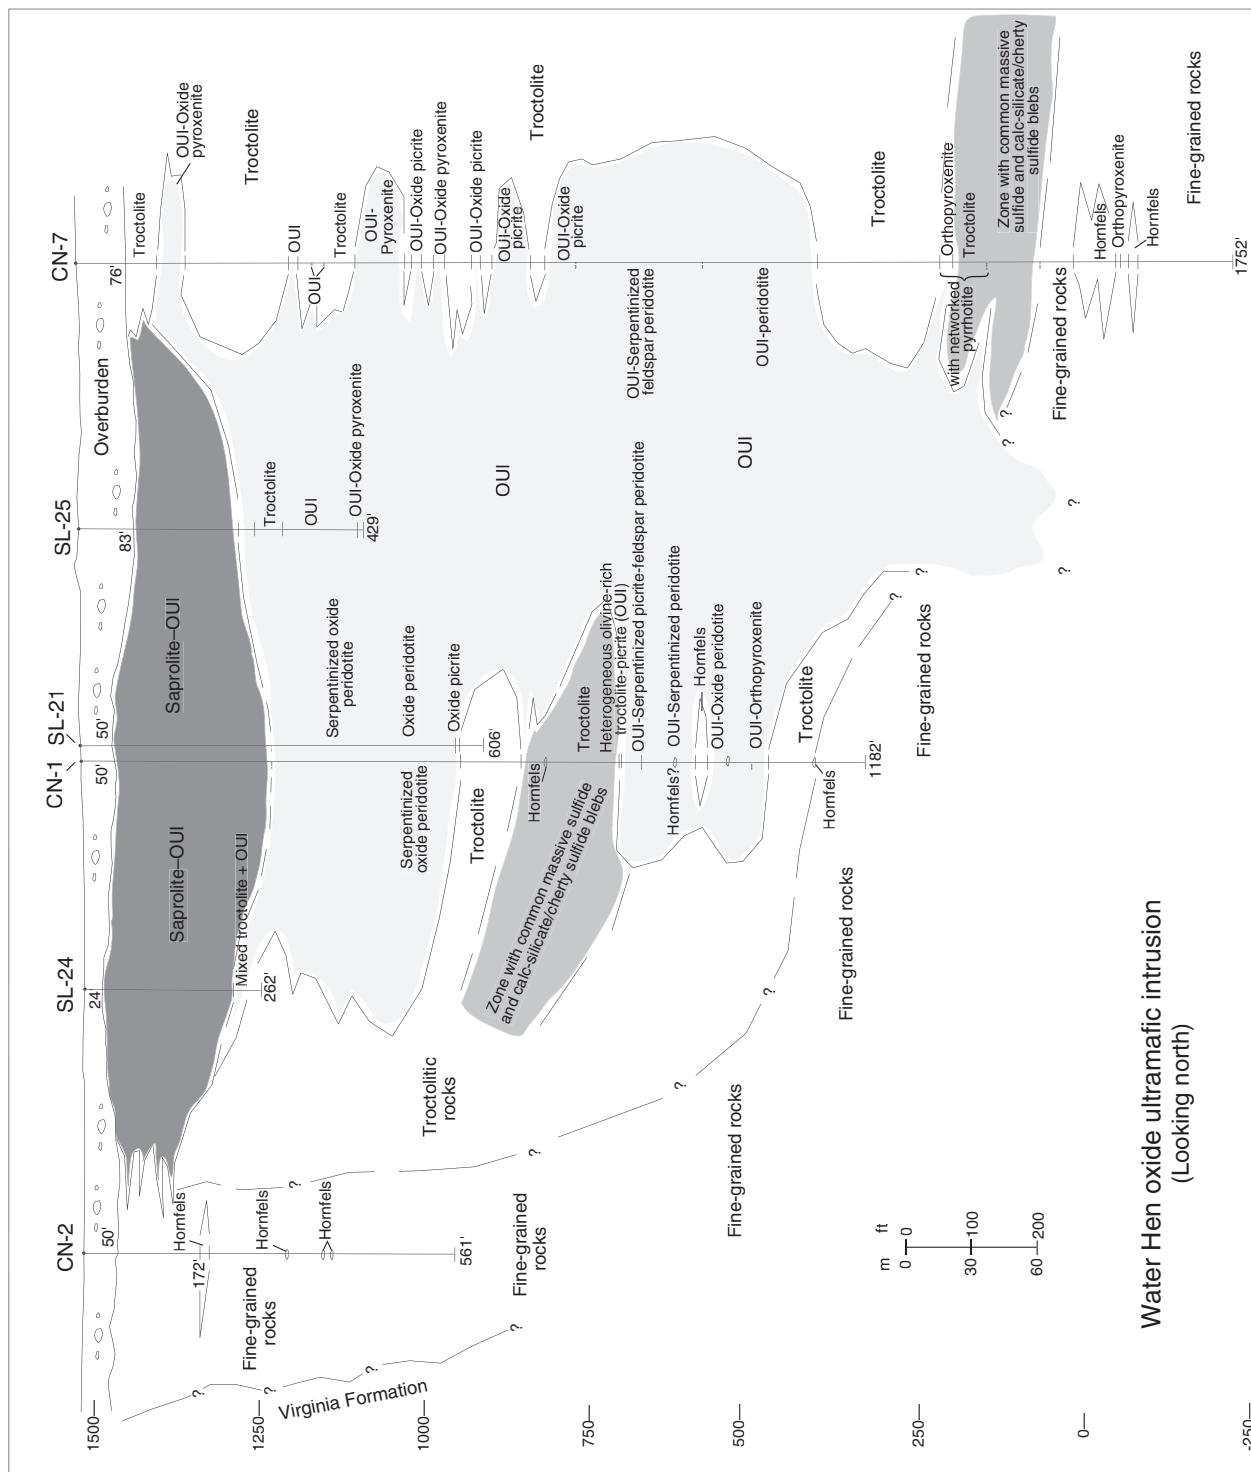 CN-2
SL-24
CN-1
SL-21
SL-25
CN-7
50'
24'
50'
50'
83'
76'
Overburden
1500
1250
1000
750
500
250
0
-250
Virginia Formation
Fine-grained
rocks
172'
Hornfels
Hornfels
Hornfels
561'
Fine-grained
rocks
Troctolitic
rocks
Fine-grained rocks
Saprolite–OUI
Saprolite–OUI
Mixed troctolite + OUI
262'
Serpentinized
oxide peridotite
Serpentinized oxide
peridotite
Oxide peridotite
Oxide picrite
606'
Troctolite
Hornfels
Zone with common massive sulfide
and calc-silicate/cherty sulfide blebs
Troctolite
Heterogeneous olivine-rich
troctolite-picrite (OUI)
OUI-Serpentinized picrite-feldspar peridotite
Hornfels?
OUI-Serpentinized peridotite
Hornfels
OUI-Oxide peridotite
OUI-Orthopyroxenite
Troctolite
Hornfels
1182'
Fine-grained rocks
Fine-grained rocks
Troctolite
OUI
OUI-Oxide pyroxenite
429'
OUI
OUI
Troctolite
OUI-Oxide
pyroxenite
Troctolite
OUI
OUI
Troctolite
OUI-
Pyroxenite
OUI-Oxide picrite
OUI-Oxide pyroxenite
OUI-Oxide picrite
OUI-Oxide
picrite
Troctolite
OUI-Oxide
picrite
OUI-Serpentinized
feldspar peridotite
OUI-peridotite
Troctolite
Orthopyroxenite
Troctolite
with networked
pyrrhotite
Zone with common massive
sulfide and calc-silicate/cherty
sulfide blebs
Fine-grained rocks
Hornfels
Orthopyroxenite
Hornfels
Fine-grained rocks
1752'
?
?
?
?
?
?
?
?
?
?
?
?
?
?
m ft
0 0
30 100
60 200
Water Hen oxide ultramafic intrusion
(Looking north)